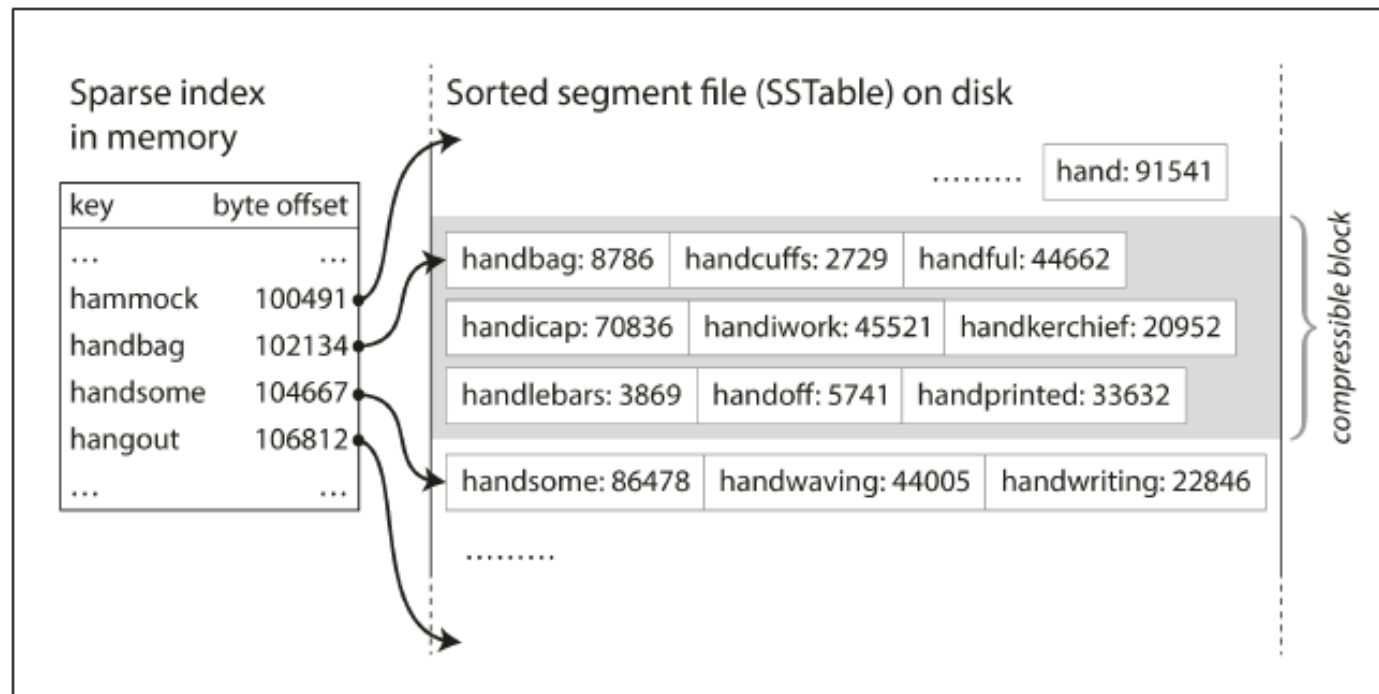 Sparse index
in memory
key byte offset
... ...
hammock 100491
handbag 102134
handsome 104667
hangout 106812
... ...
Sorted segment file (SSTable) on disk
......... hand: 91541
handbag: 8786 handcuffs: 2729 handful: 44662
handicap: 70836 handiwork: 45521 handkerchief: 20952
handlebars: 3869 handoff: 5741 handprinted: 33632
handsome: 86478 handwaving: 44005 handwriting: 22846
.........
compressible block